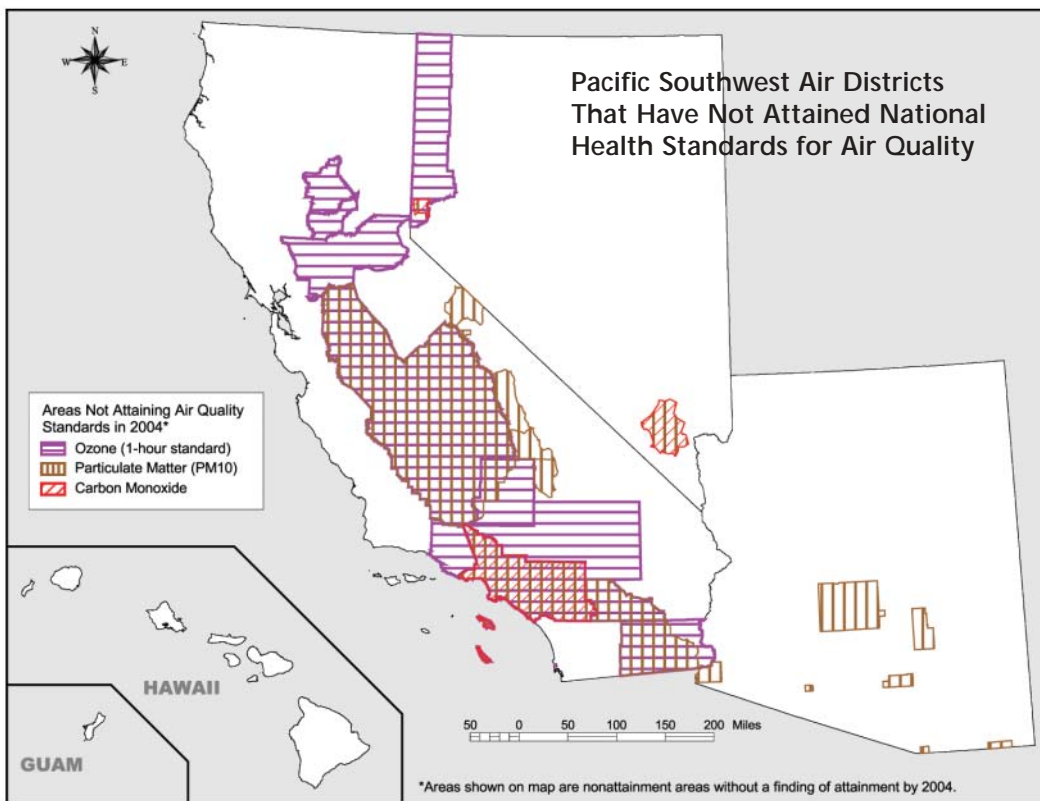 N
W E
S
Pacific Southwest Air Districts
That Have Not Attained National
Health Standards for Air Quality
Areas Not Attaining Air Quality
Standards in 2004*
Ozone (1-hour standard)
Particulate Matter (PM10)
Carbon Monoxide
HAWAII
GUAM
50 0 50 100 150 200 Miles
*Areas shown on map are nonattainment areas without a finding of attainment by 2004.